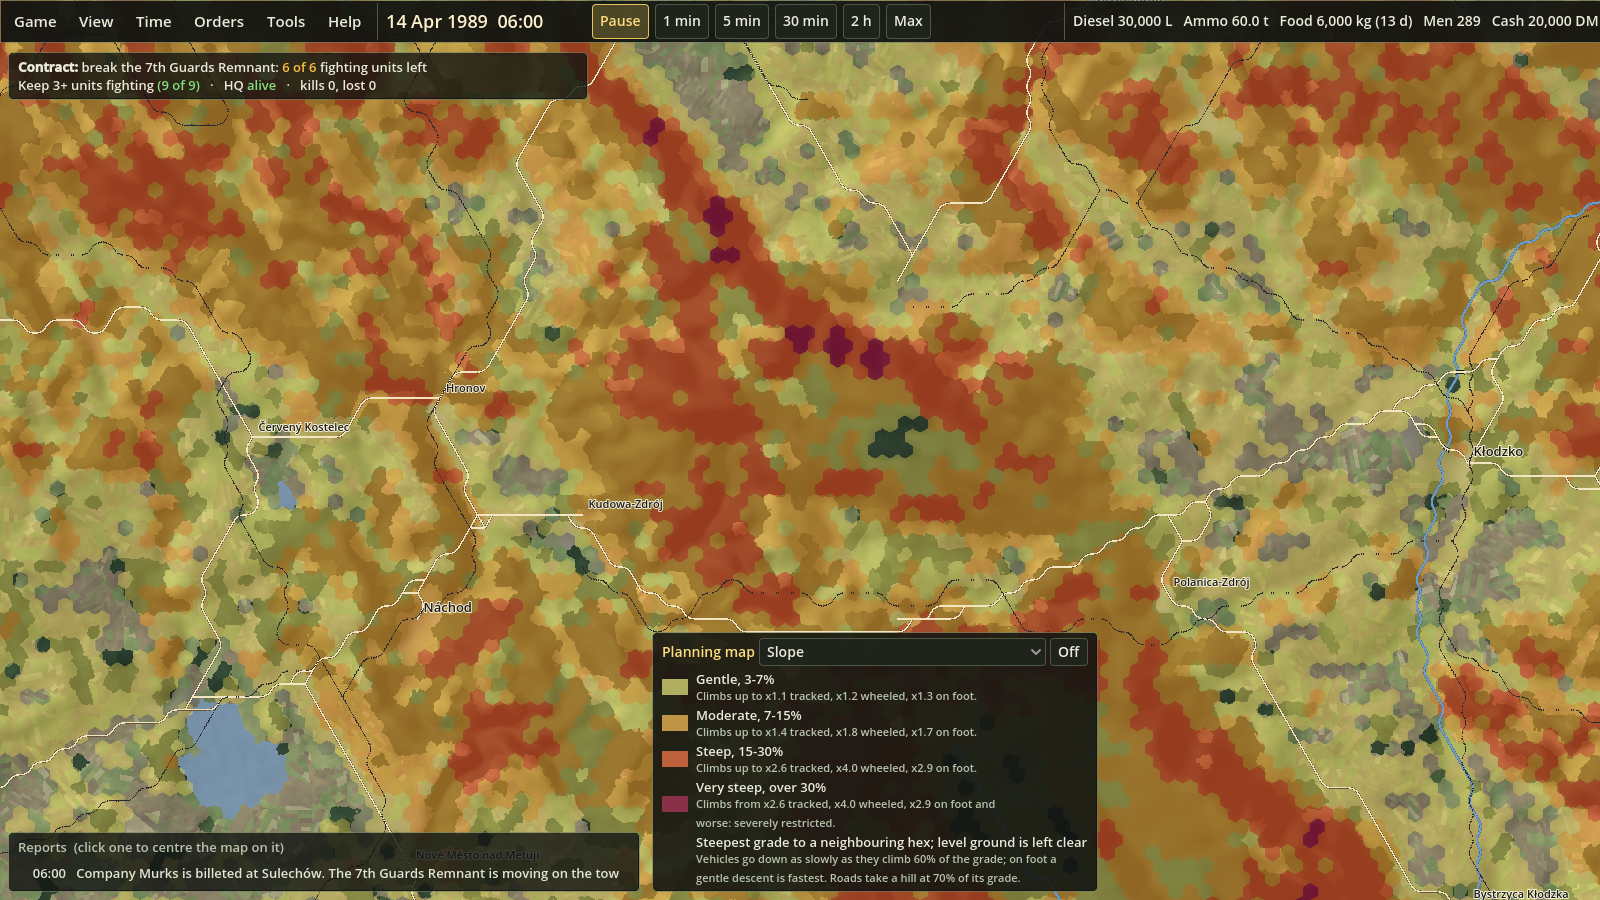 Game View Time Orders Tools Help 14 Apr 1989 06:00 Pause 1 min 5 min 30 min 2 h Max Diesel 30,000 L Ammo 60.0 t Food 6,000 kg (13 d) Men 289 Cash 20,000 DM
Contract: break the 7th Guards Remnant: 6 of 6 fighting units left
Keep 3+ units fighting (9 of 9) · HQ alive · kills 0, lost 0
Hronov
Červený Kostelec
Kłodzko
Kudowa-Zdrój
Polanica-Zdrój
Náchod
Planning map Slope Off
Gentle, 3-7%
Climbs up to x1.1 tracked, x1.2 wheeled, x1.3 on foot.
Moderate, 7-15%
Climbs up to x1.4 tracked, x1.8 wheeled, x1.7 on foot.
Steep, 15-30%
Climbs up to x2.6 tracked, x4.0 wheeled, x2.9 on foot.
Very steep, over 30%
Climbs from x2.6 tracked, x4.0 wheeled, x2.9 on foot and
worse: severely restricted.
Steepest grade to a neighbouring hex; level ground is left clear
Vehicles go down as slowly as they climb 60% of the grade; on foot a
gentle descent is fastest. Roads take a hill at 70% of its grade.
Reports (click one to centre the map on it)
Nové Město nad Metují
06:00 Company Murks is billeted at Sulechów. The 7th Guards Remnant is moving on the tow
Bystrzyca Kłodzka